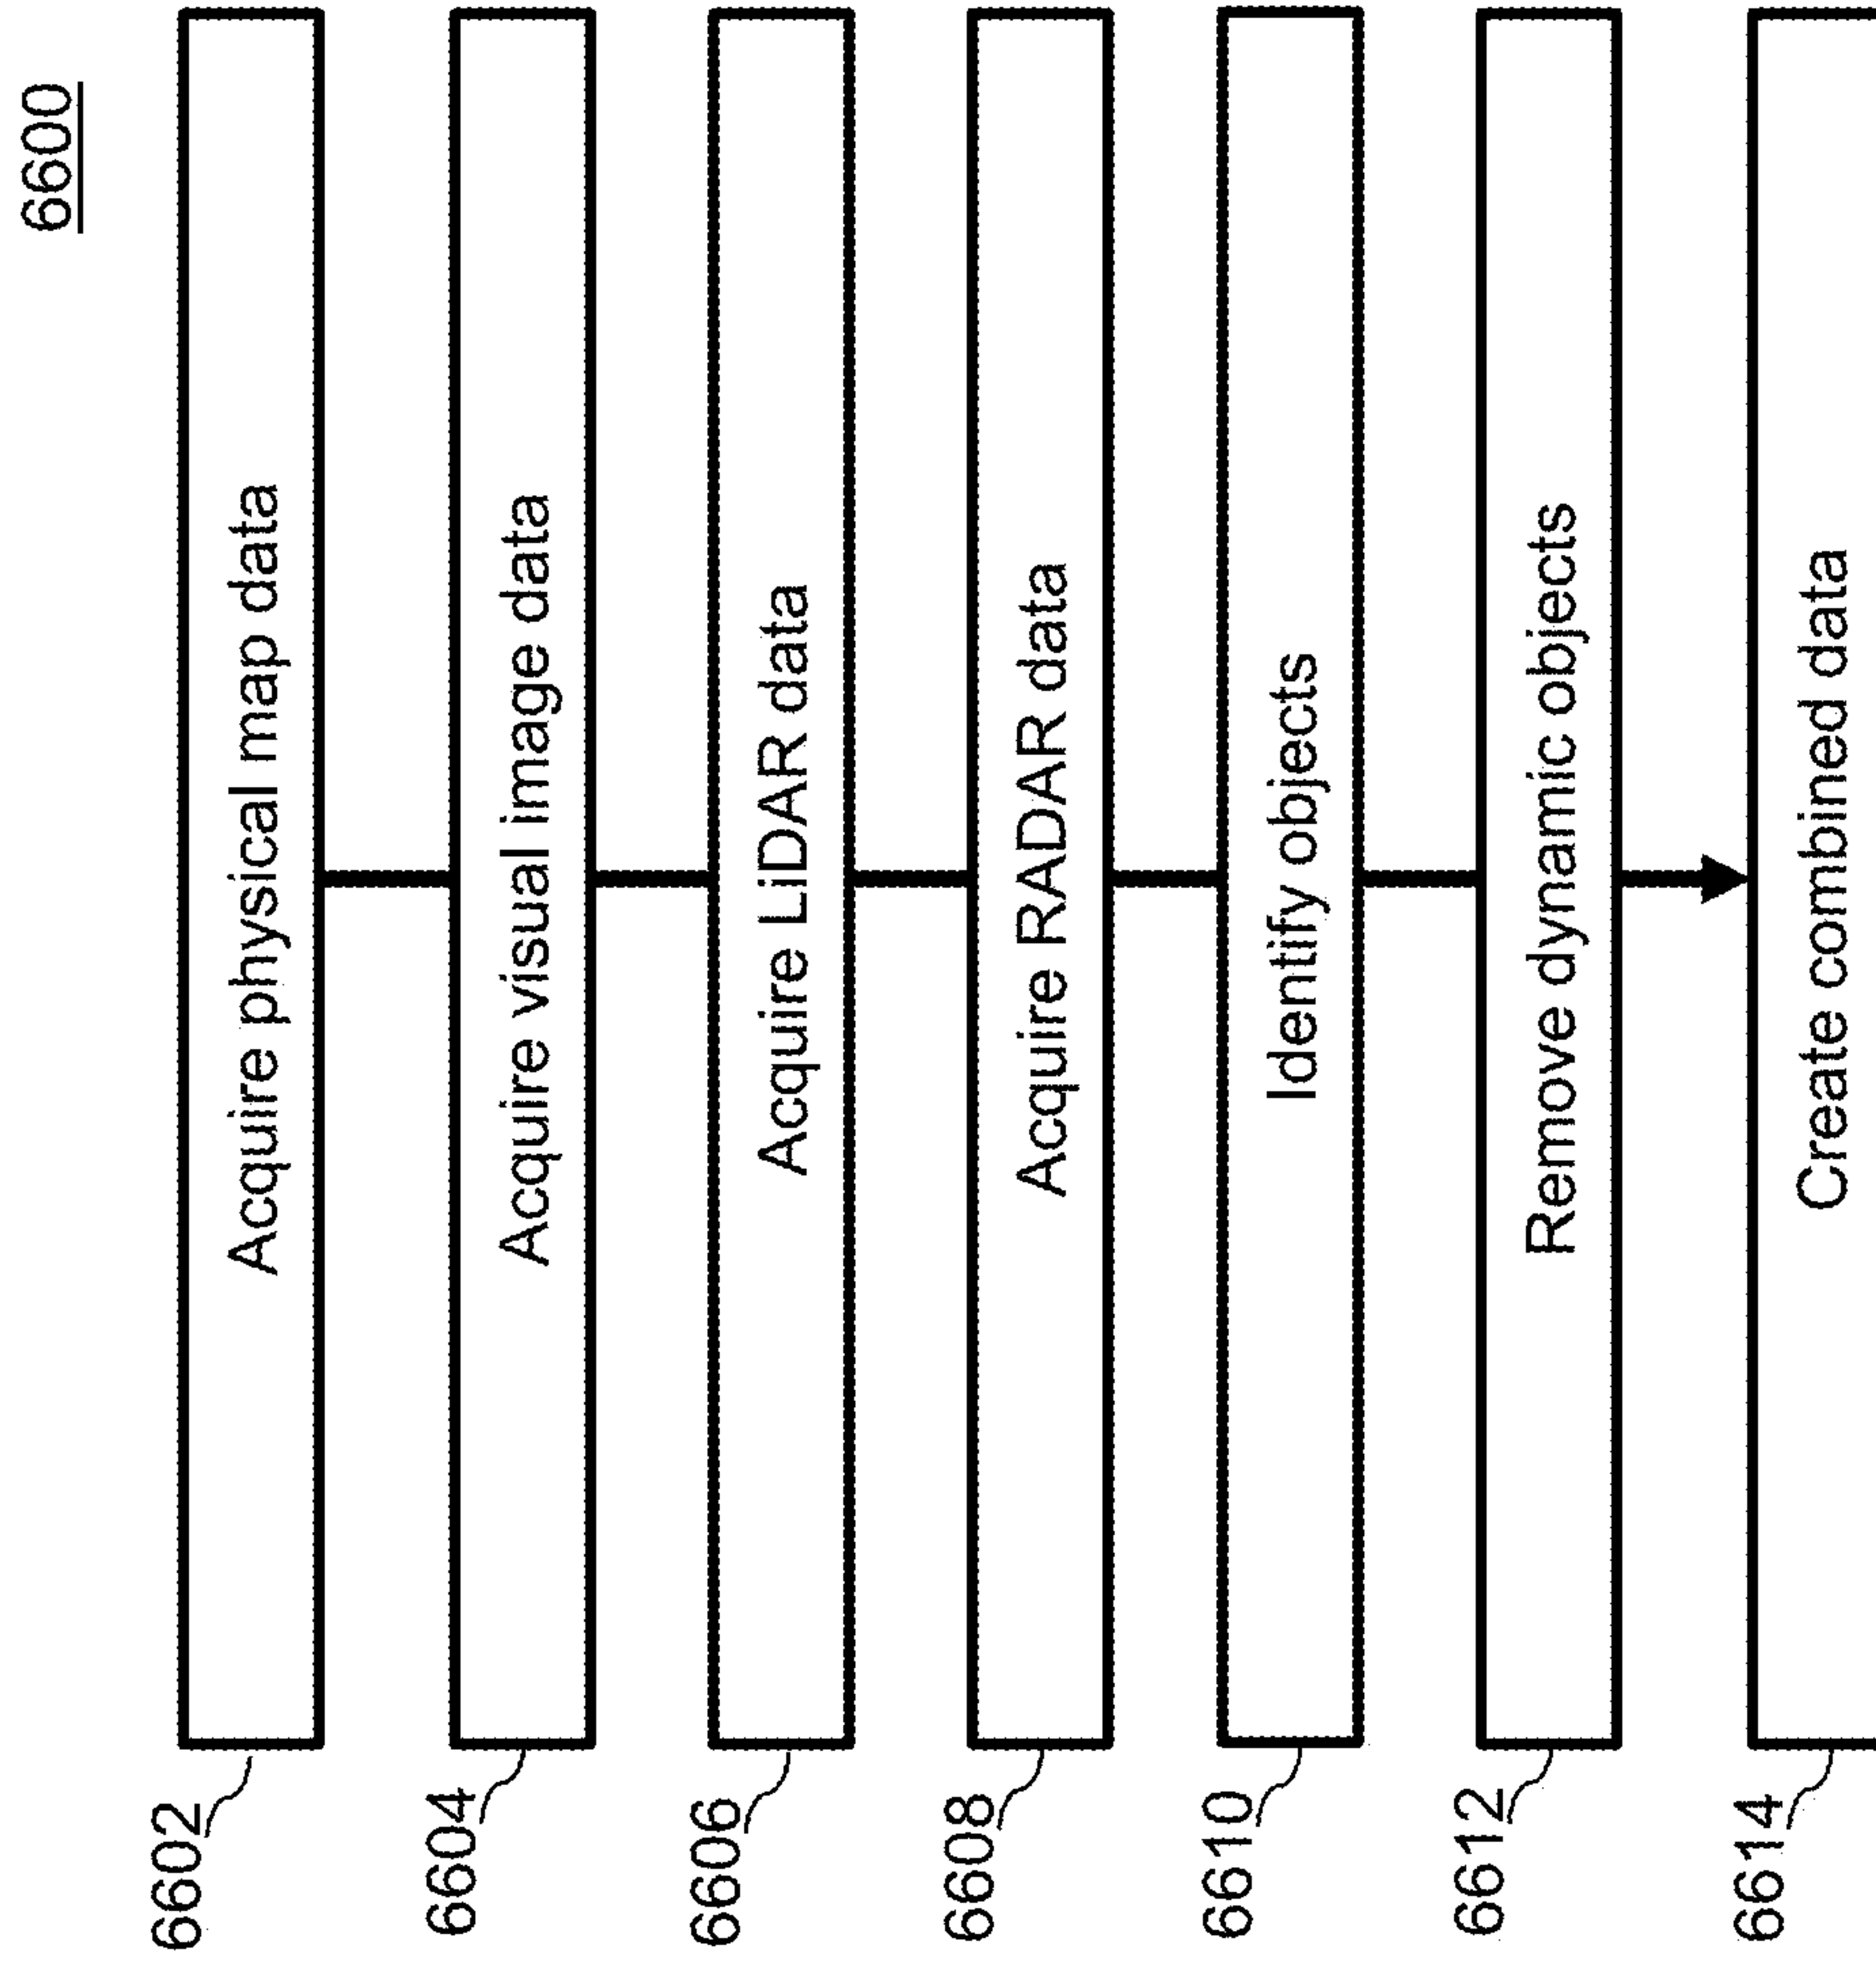 6600
6602
Acquire physical map data
6604
Acquire visual image data
6606
Acquire LiDAR data
6608
Acquire RADAR data
6610
Identify objects
6612
Remove dynamic objects
6614
Create combined data